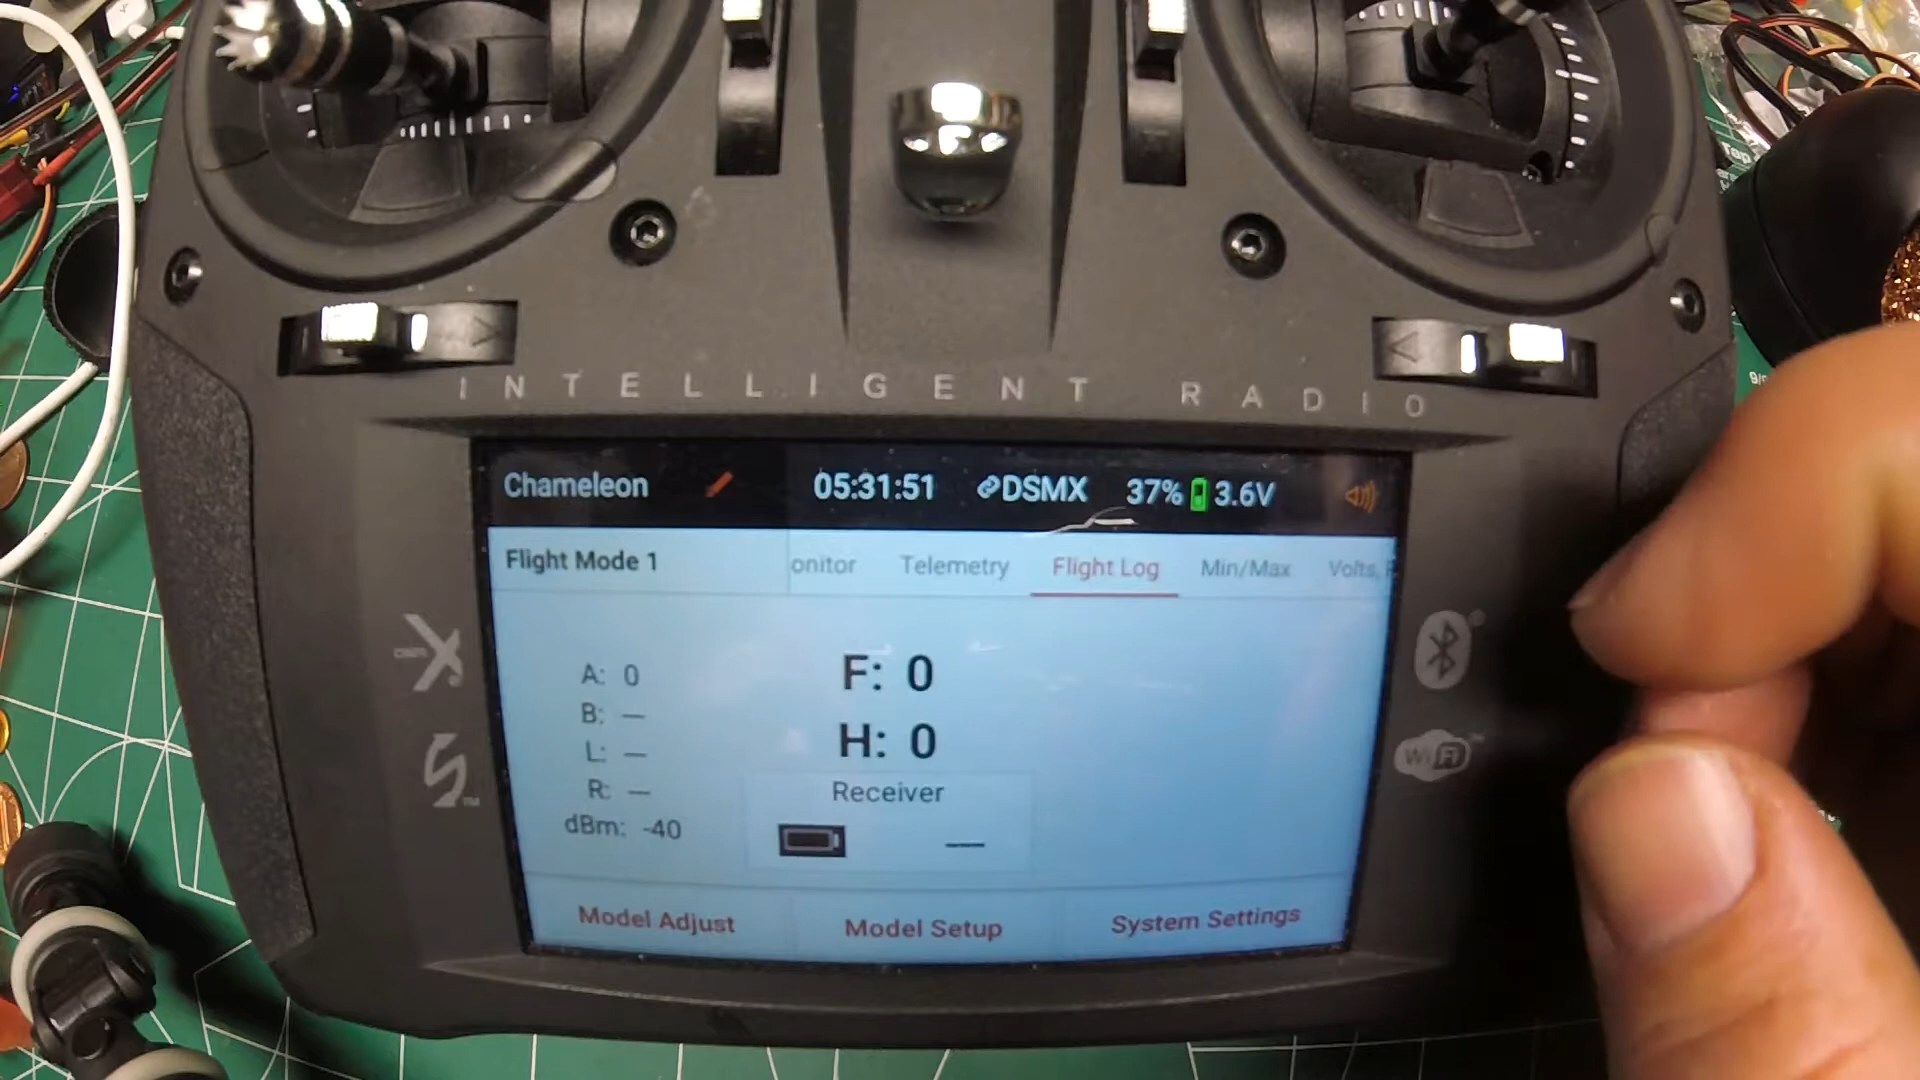 INTELLIGENT RADIO
Chameleon 05:31:51 DSMX 37% 3.6V
Flight Mode 1 onitor Telemetry Flight Log Min/Max Volts,
A: 0
B: —
L: —
R: —
dBm: -40
F: 0
H: 0
Receiver
—
Model Adjust Model Setup System Settings
X
S
WiFi